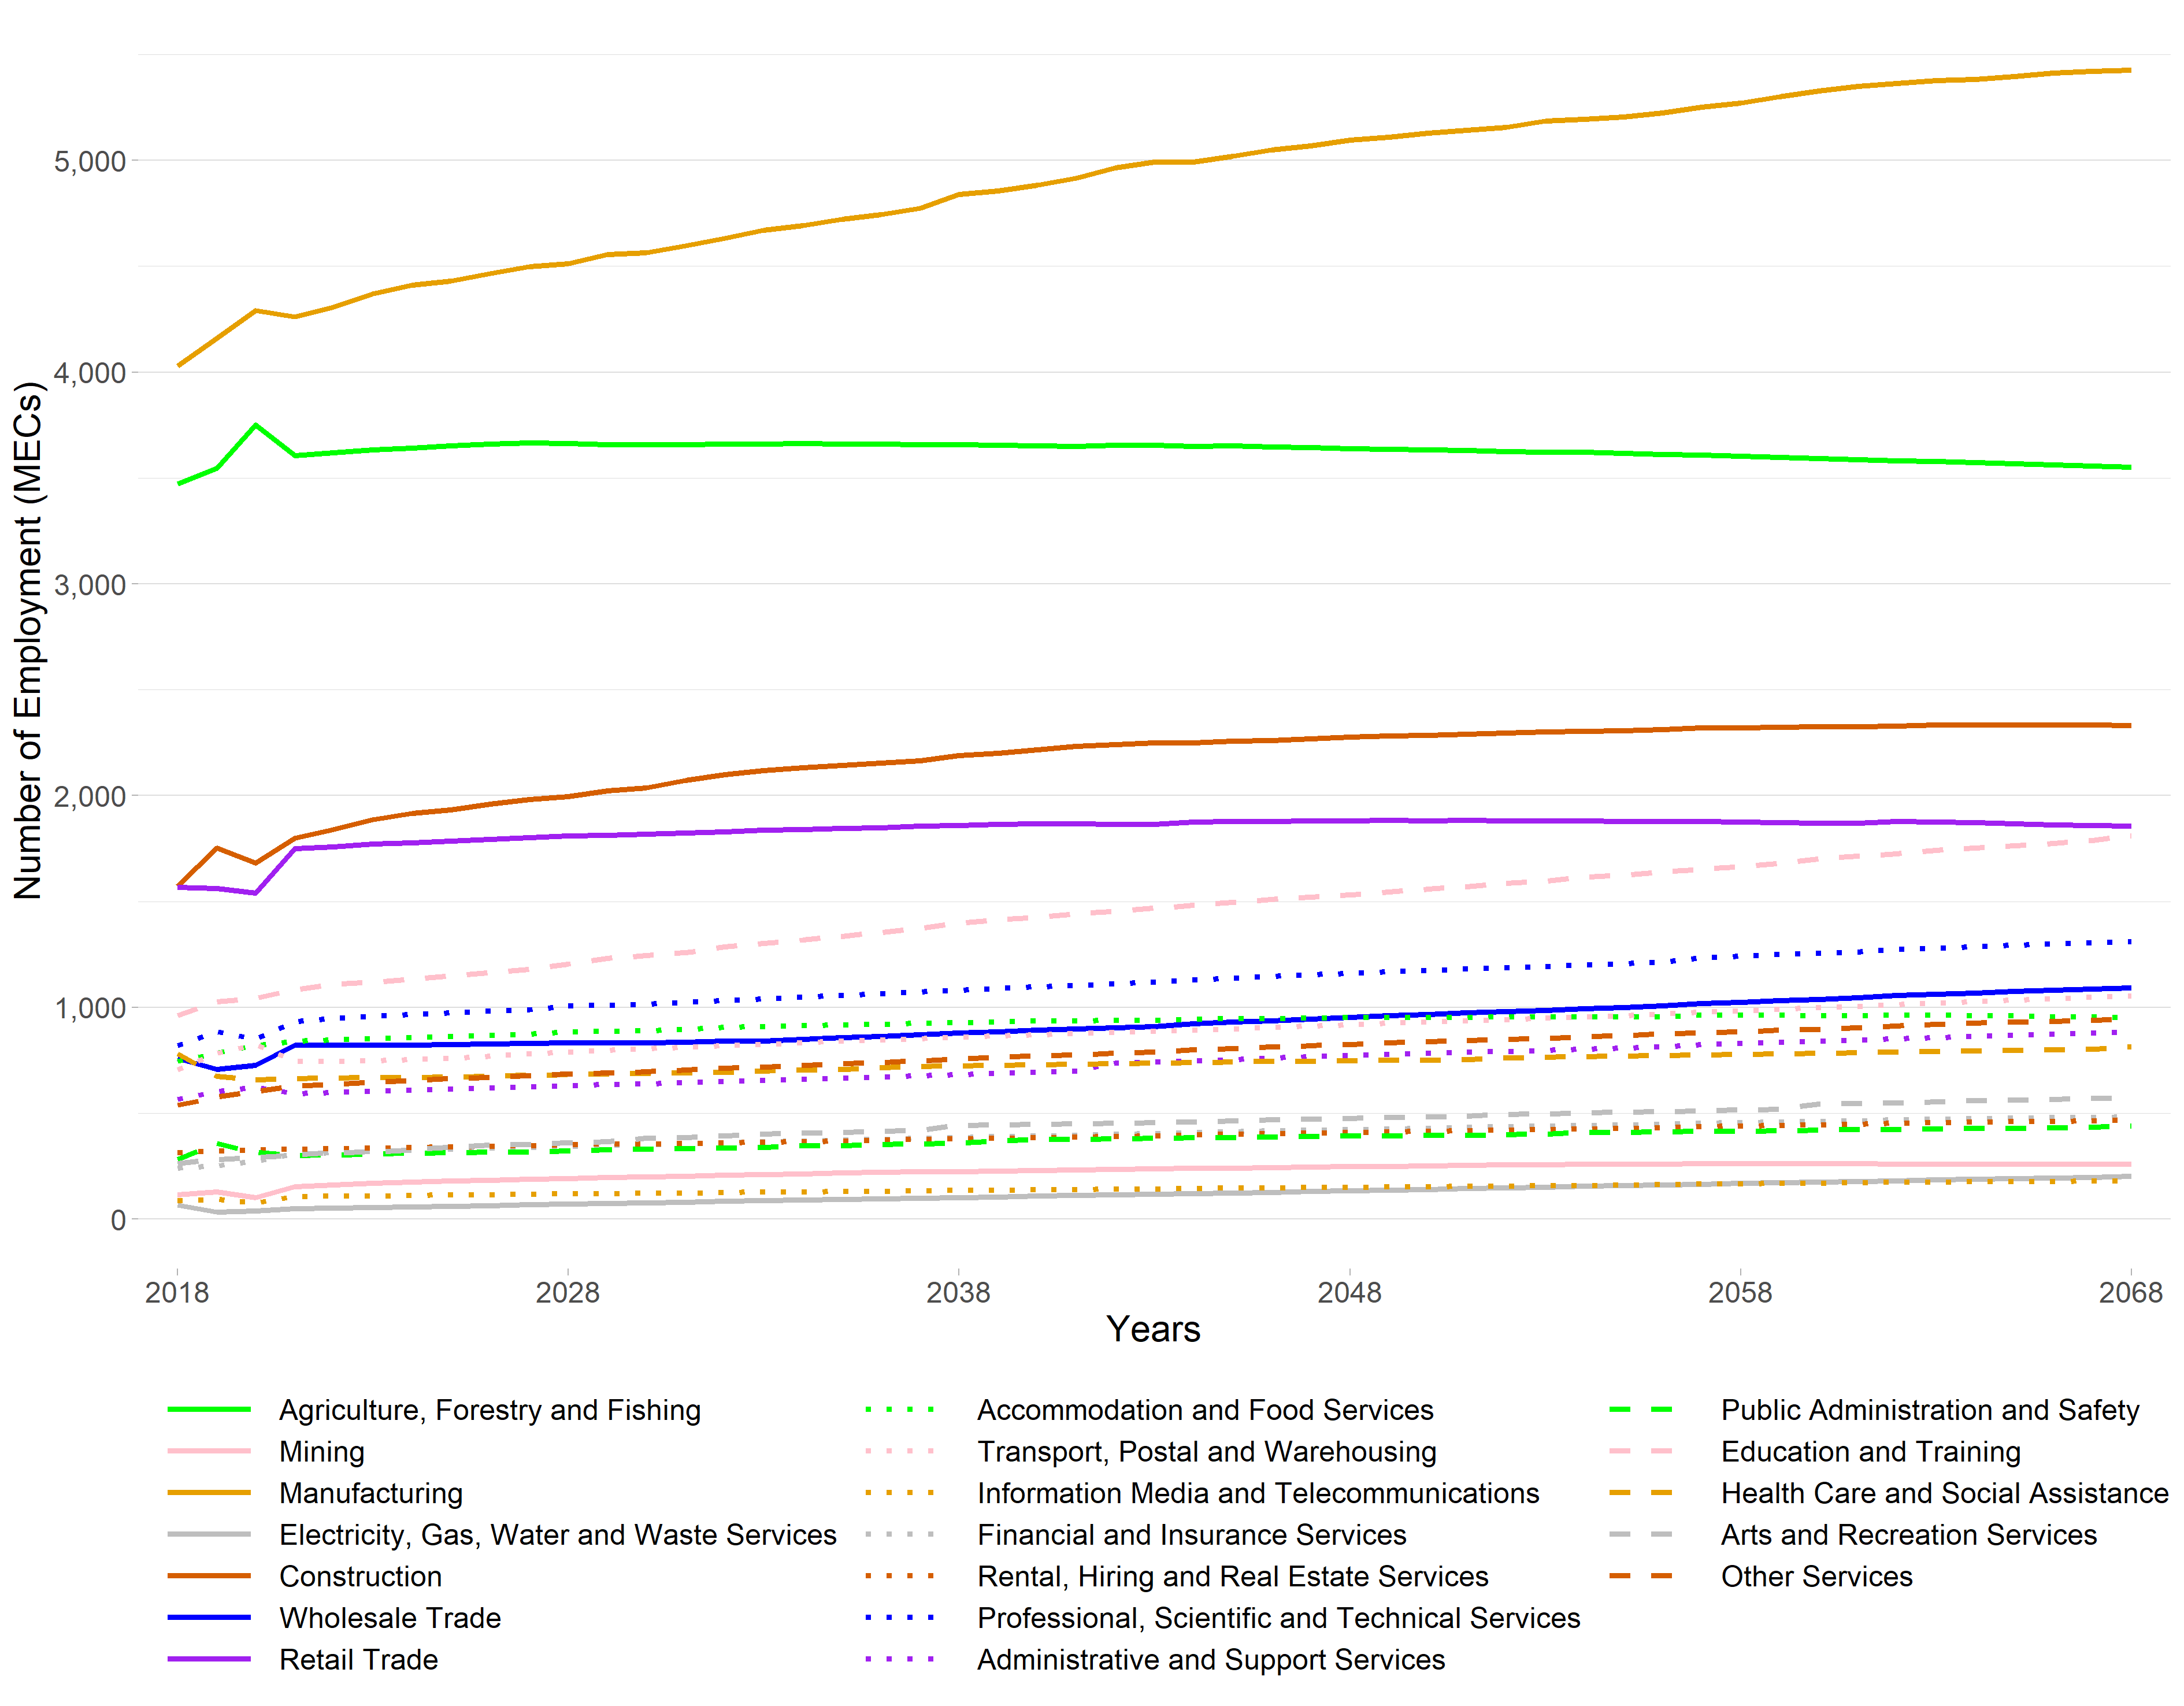 Number of Employment (MECs)
5,000
4,000
3,000
2,000
1,000
0
2018 2028 2038 2048 2058 2068
Years
Agriculture, Forestry and Fishing
Mining
Manufacturing
Electricity, Gas, Water and Waste Services
Construction
Wholesale Trade
Retail Trade
Accommodation and Food Services
Transport, Postal and Warehousing
Information Media and Telecommunications
Financial and Insurance Services
Rental, Hiring and Real Estate Services
Professional, Scientific and Technical Services
Administrative and Support Services
Public Administration and Safety
Education and Training
Health Care and Social Assistance
Arts and Recreation Services
Other Services